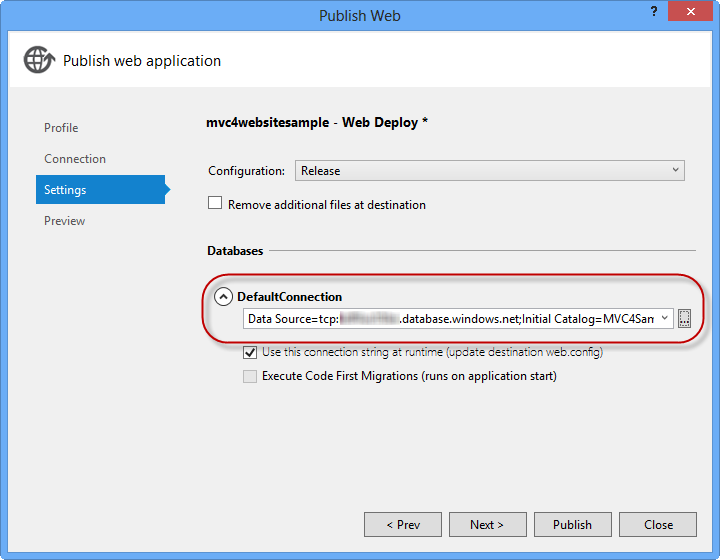 Publish Web
?
Publish web application
Profile
Connection
Settings
Preview
mvc4websitesample - Web Deploy *
Configuration: Release
Remove additional files at destination
Databases
DefaultConnection
Data Source=tcp: .database.windows.net;Initial Catalog=MVC4San
...
Use this connection string at runtime (update destination web.config)
Execute Code First Migrations (runs on application start)
< Prev
Next >
Publish
Close